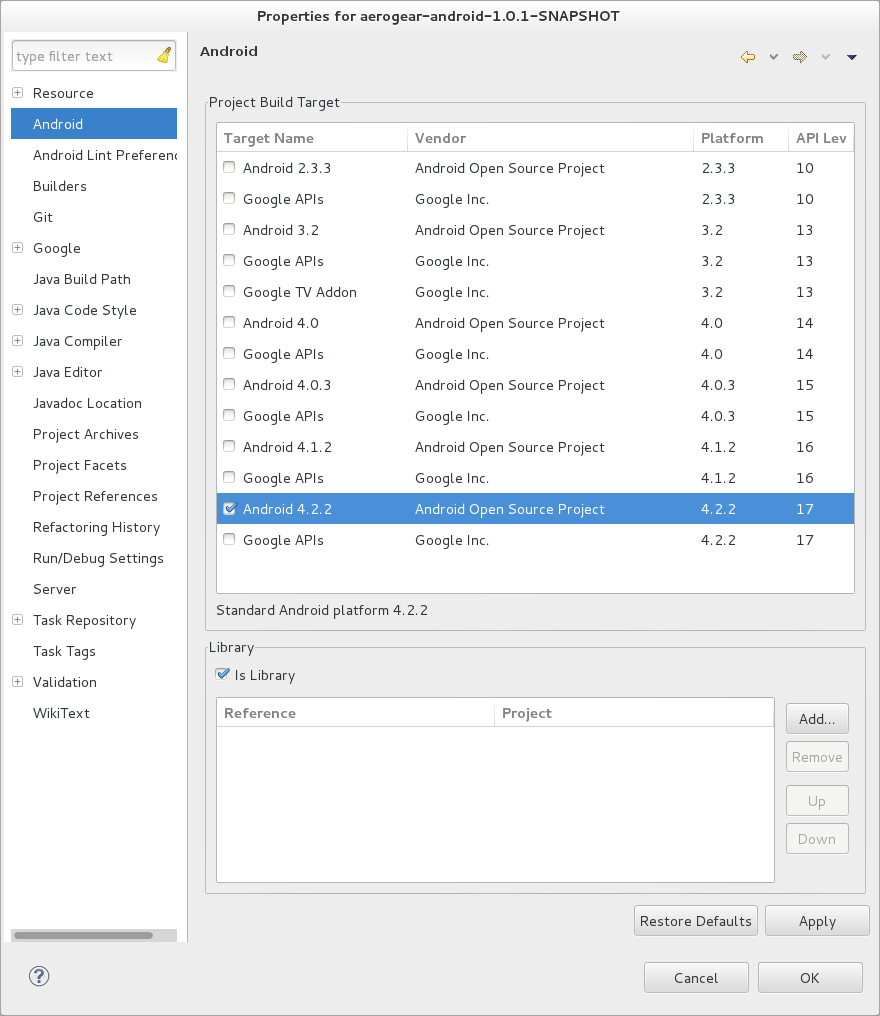 Properties for aerogear-android-1.0.1-SNAPSHOT
type filter text
Resource
Android
Android Lint Preferenc
Builders
Git
Google
Java Build Path
Java Code Style
Java Compiler
Java Editor
Javadoc Location
Project Archives
Project Facets
Project References
Refactoring History
Run/Debug Settings
Server
Task Repository
Task Tags
Validation
WikiText
Android
Project Build Target
Target Name Vendor Platform API Lev
Android 2.3.3 Android Open Source Project 2.3.3 10
Google APIs Google Inc. 2.3.3 10
Android 3.2 Android Open Source Project 3.2 13
Google APIs Google Inc. 3.2 13
Google TV Addon Google Inc. 3.2 13
Android 4.0 Android Open Source Project 4.0 14
Google APIs Google Inc. 4.0 14
Android 4.0.3 Android Open Source Project 4.0.3 15
Google APIs Google Inc. 4.0.3 15
Android 4.1.2 Android Open Source Project 4.1.2 16
Google APIs Google Inc. 4.1.2 16
Android 4.2.2 Android Open Source Project 4.2.2 17
Google APIs Google Inc. 4.2.2 17
Standard Android platform 4.2.2
Library
Is Library
Reference Project
Add...
Remove
Up
Down
Restore Defaults Apply
? Cancel OK